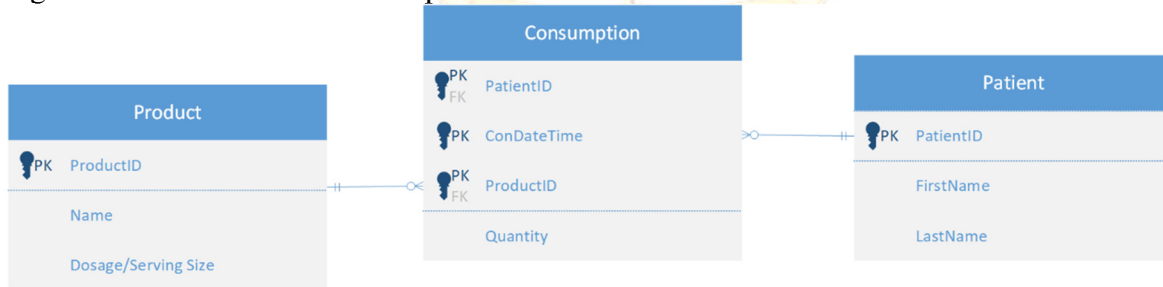 Product
PK ProductID
Name
Dosage/Serving Size
Consumption
PK
FK
PatientID
PK ConDateTime
PK
FK
ProductID
Quantity
Patient
PK PatientID
FirstName
LastName